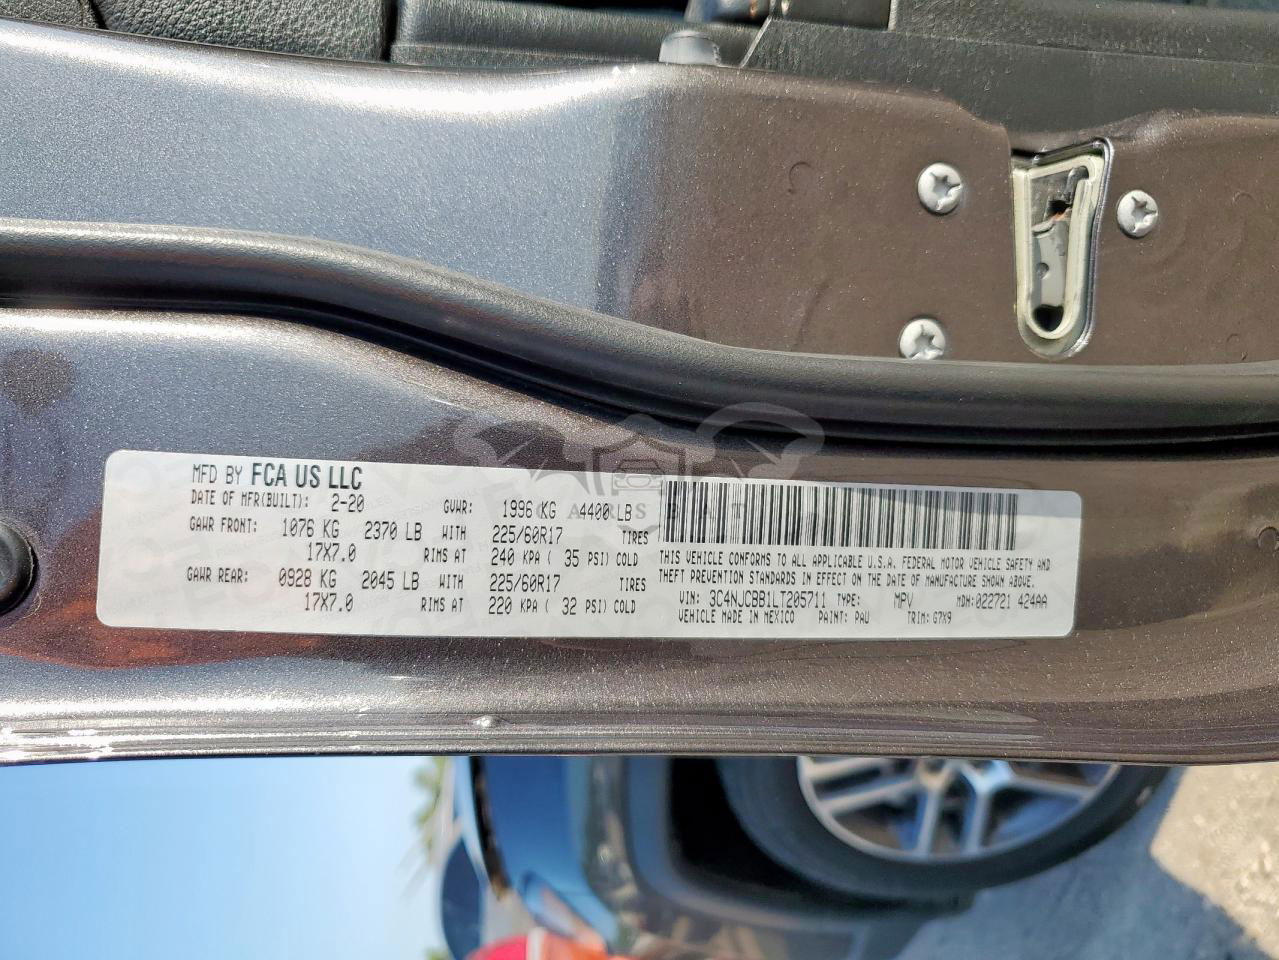 MFD BY FCA US LLC
DATE OF MFR(BUILT): 2-20 GVWR: 1996 KG 4400 LB
GAWR FRONT: 1076 KG 2370 LB WITH 225/60R17 TIRES
17X7.0 RIMS AT 240 KPA ( 35 PSI) COLD
GAWR REAR: 0928 KG 2045 LB WITH 225/60R17 TIRES
17X7.0 RIMS AT 220 KPA ( 32 PSI) COLD
THIS VEHICLE CONFORMS TO ALL APPLICABLE U.S.A. FEDERAL MOTOR VEHICLE SAFETY AND
THEFT PREVENTION STANDARDS IN EFFECT ON THE DATE OF MANUFACTURE SHOWN ABOVE.
VIN: 3C4NJCBB1LT205711 TYPE: MPV MDH: 022721 424AA
VEHICLE MADE IN MEXICO PAINT: PAU TRIM: G7X9
CARSBAT